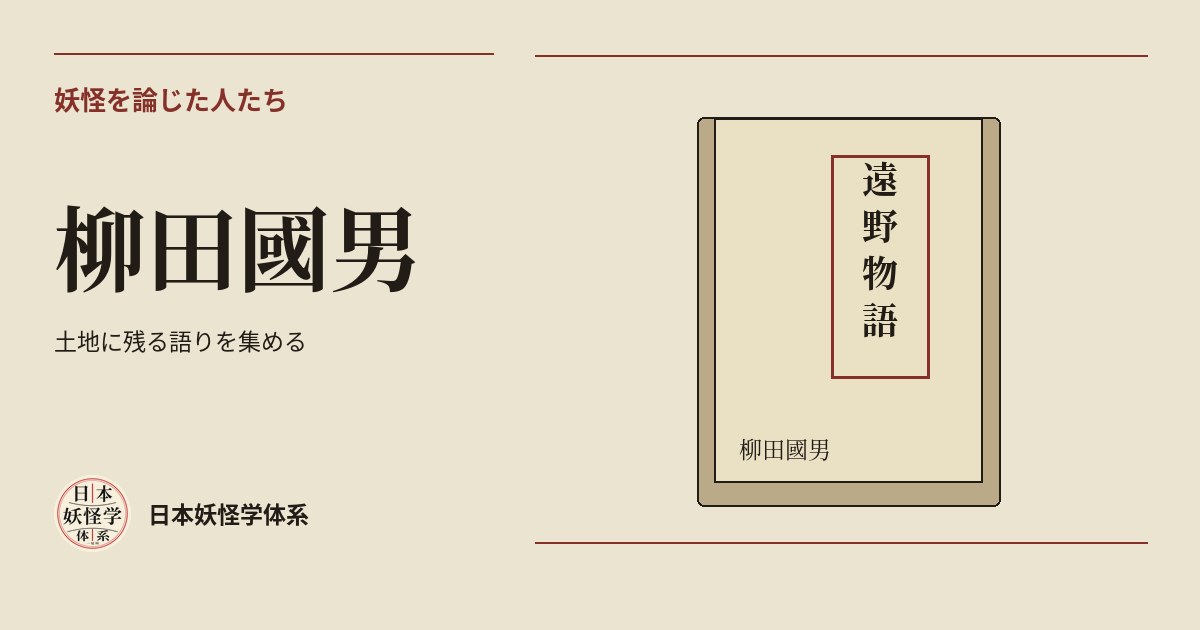 妖怪を論じた人たち
柳田國男
土地に残る語りを集める
日本
妖怪学
体系
日本妖怪学体系
遠野物語
柳田國男